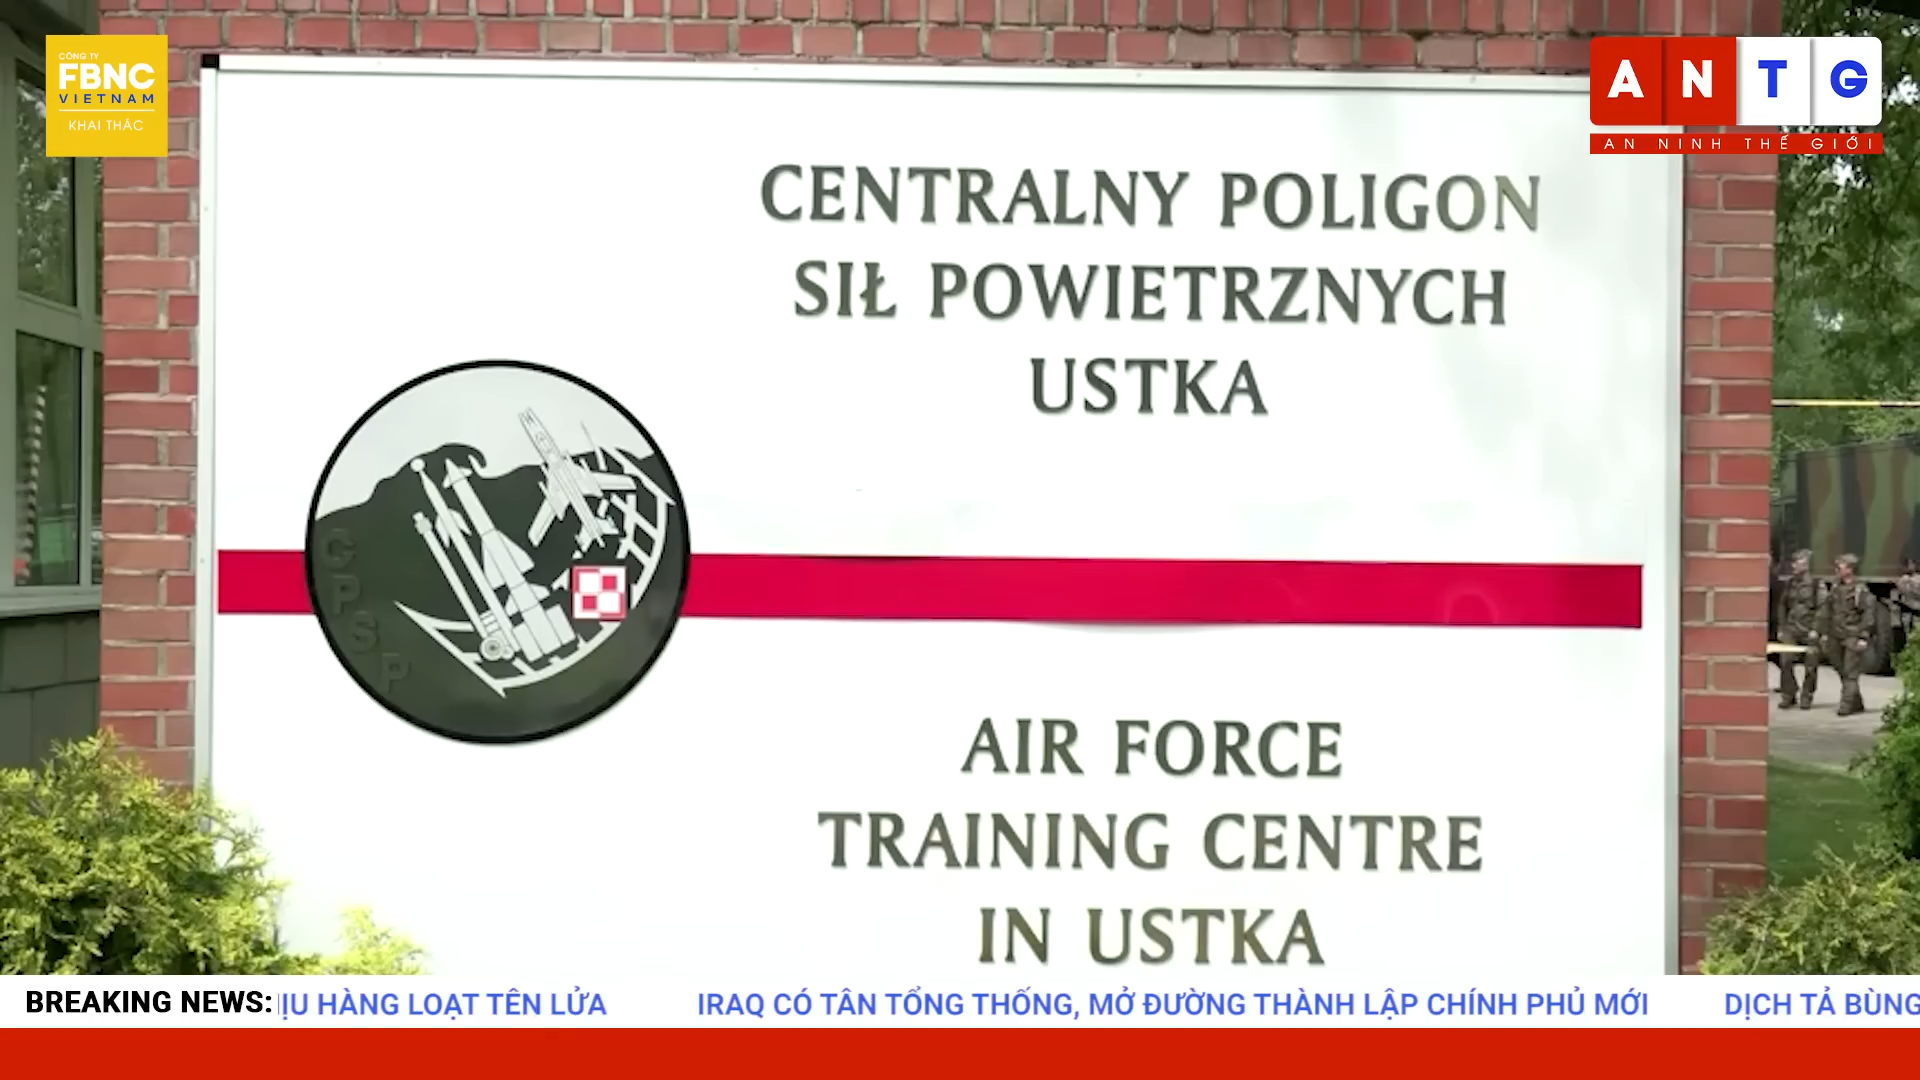 CÔNG TY
FBNC
VIETNAM
KHAI THÁC
ANTG
AN NINH THẾ GIỚI
CENTRALNY POLIGON
SIŁ POWIETRZNYCH
USTKA
CPSP
AIR FORCE
TRAINING CENTRE
IN USTKA
BREAKING NEWS: HÀNG LOẠT TÊN LỬA IRAQ CÓ TÂN TỔNG THỐNG, MỞ ĐƯỜNG THÀNH LẬP CHÍNH PHỦ MỚI DỊCH TẢ BÙNG